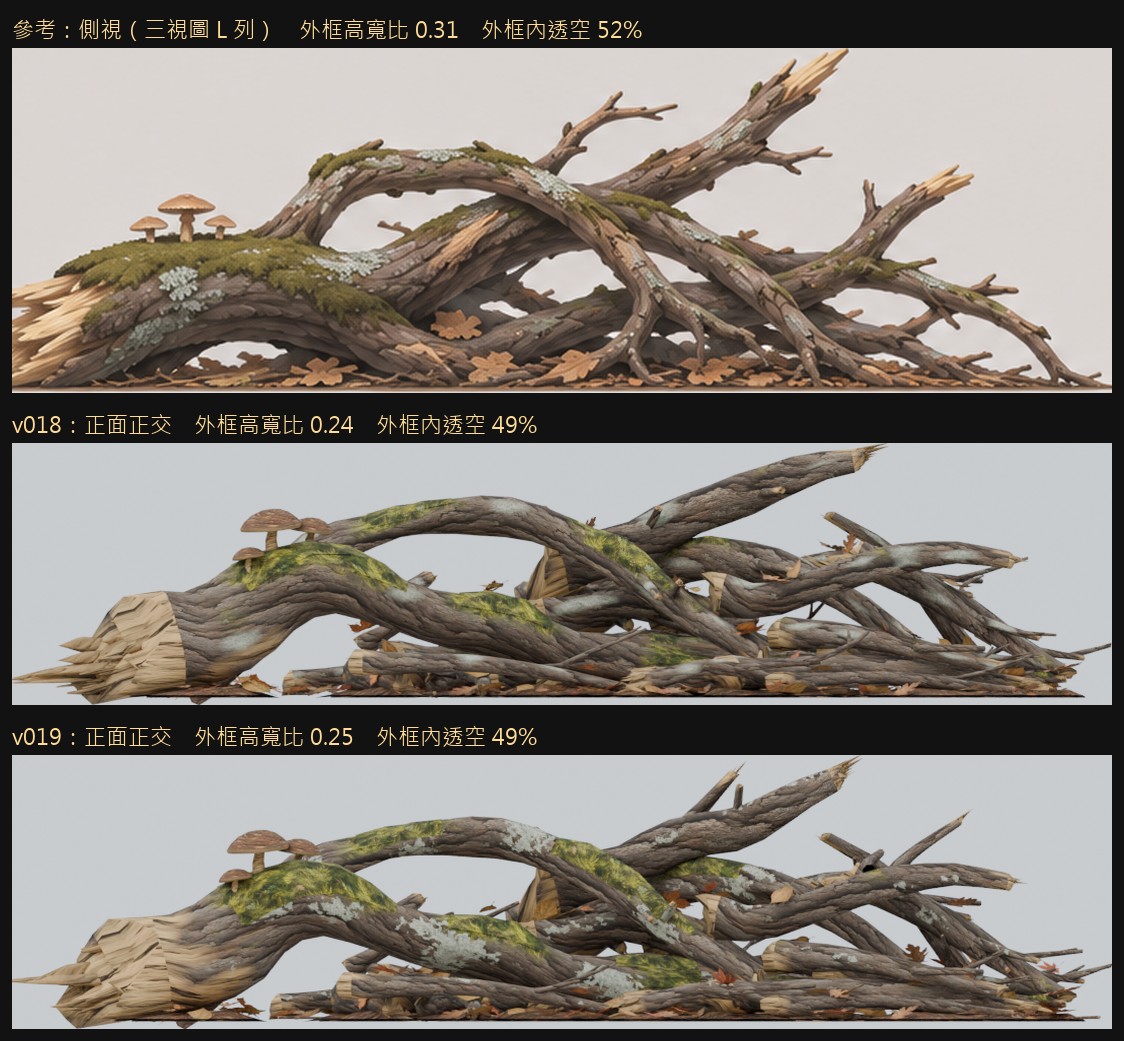 參考：側視（三視圖 L 列） 外框高寬比 0.31 外框內透空 52%
v018：正面正交 外框高寬比 0.24 外框內透空 49%
v019：正面正交 外框高寬比 0.25 外框內透空 49%